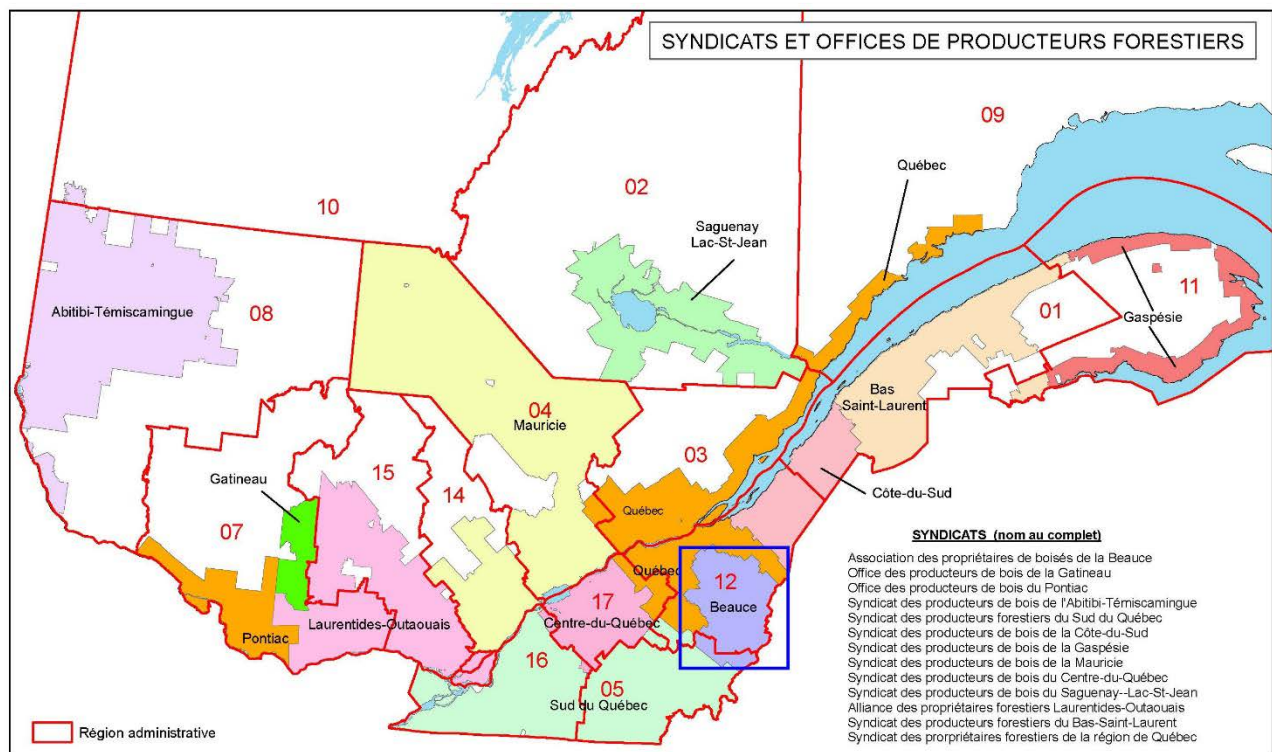 SYNDICATS ET OFFICES DE PRODUCTEURS FORESTIERS
09
Québec
02
10
Saguenay
Lac-St-Jean
01
11
Abitibi-Témiscamingue
08
Gaspésie
Bas
Saint-Laurent
04
Mauricie
03
15
Gatineau
14
Côte-du-Sud
Québec
07
SYNDICATS (nom au complet)
Association des propriétaires de boisés de la Beauce
Office des producteurs de bois de la Gatineau
Office des producteurs de bois du Pontiac
Syndicat des producteurs de bois de l'Abitibi-Témiscamingue
Syndicat des producteurs forestiers du Sud du Québec
Syndicat des producteurs de bois de la Côte-du-Sud
Syndicat des producteurs de bois de la Gaspésie
Syndicat des producteurs de bois de la Mauricie
Syndicat des producteurs de bois du Centre-du-Québec
Syndicat des producteurs de bois du Saguenay--Lac-St-Jean
Alliance des propriétaires forestiers Laurentides-Outaouais
Syndicat des producteurs forestiers du Bas-Saint-Laurent
Syndicat des prorpriétaires forestiers de la région de Québec
Québec
12
Beauce
17
Centre-du-Québec
Laurentides-Outaouais
Pontiac
16
05
Sud du Québec
Région administrative